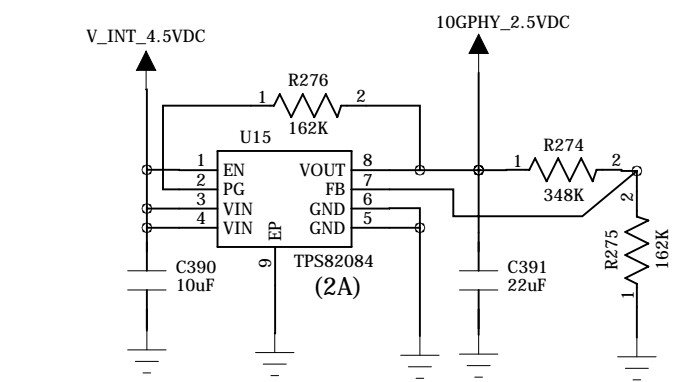 10GPHY_2.5VDC
V_INT_4.5VDC
R276
1 2
162K
U15
R274
1 EN VOUT 8 1 2
2 PG FB 7 348K
3 VIN GND 6 2
4 VIN GND 5
EP
R275
162K
9 TPS82084
C390 (2A) C391
10uF 22uF
1